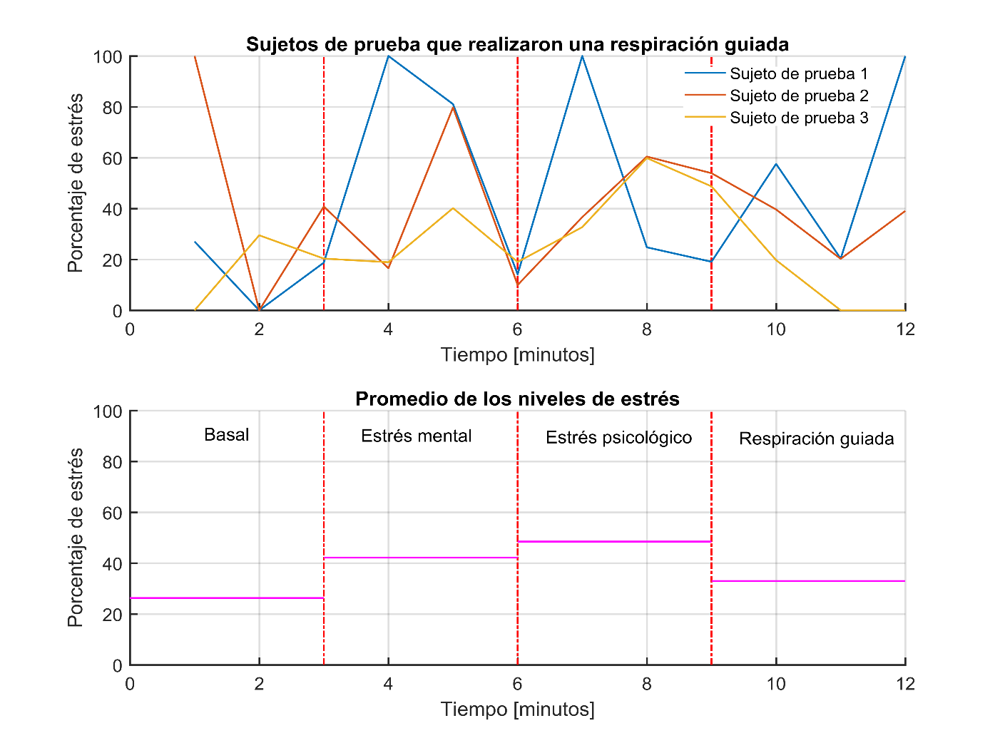 Sujetos de prueba que realizaron una respiración guiada
100
80
60
40
20
0
Porcentaje de estrés
Sujeto de prueba 1
Sujeto de prueba 2
Sujeto de prueba 3
0 2 4 6 8 10 12
Tiempo [minutos]
Promedio de los niveles de estrés
100
80
60
40
20
0
Porcentaje de estrés
Basal
Estrés mental
Estrés psicológico
Respiración guiada
0 2 4 6 8 10 12
Tiempo [minutos]